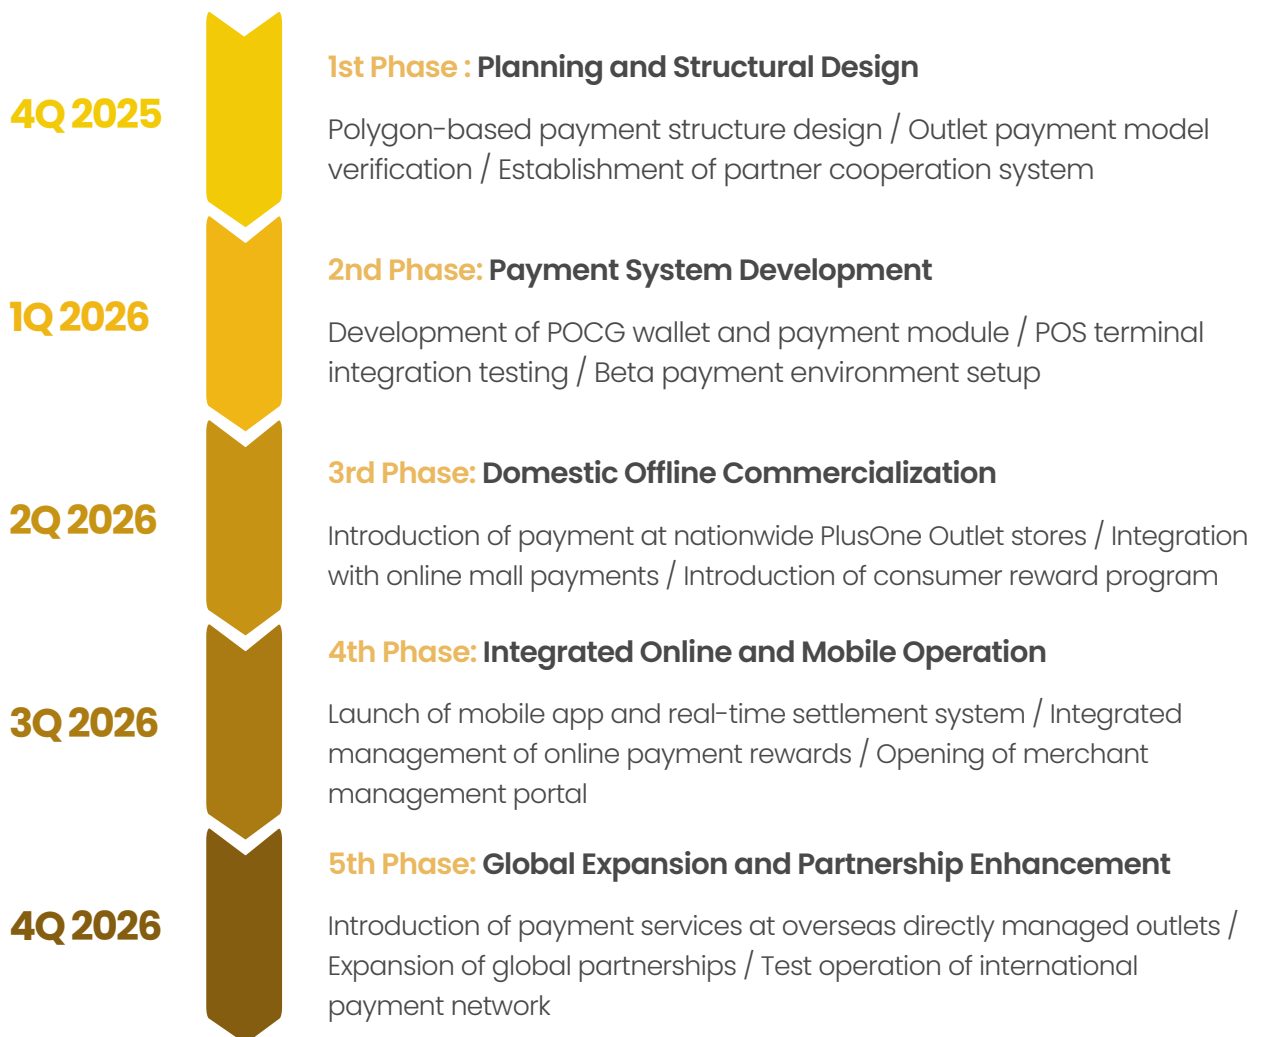 4Q 2025
1st Phase : Planning and Structural Design
Polygon-based payment structure design / Outlet payment model
verification / Establishment of partner cooperation system
1Q 2026
2nd Phase: Payment System Development
Development of POCG wallet and payment module / POS terminal
integration testing / Beta payment environment setup
2Q 2026
3rd Phase: Domestic Offline Commercialization
Introduction of payment at nationwide PlusOne Outlet stores / Integration
with online mall payments / Introduction of consumer reward program
3Q 2026
4th Phase: Integrated Online and Mobile Operation
Launch of mobile app and real-time settlement system / Integrated
management of online payment rewards / Opening of merchant
management portal
4Q 2026
5th Phase: Global Expansion and Partnership Enhancement
Introduction of payment services at overseas directly managed outlets /
Expansion of global partnerships / Test operation of international
payment network